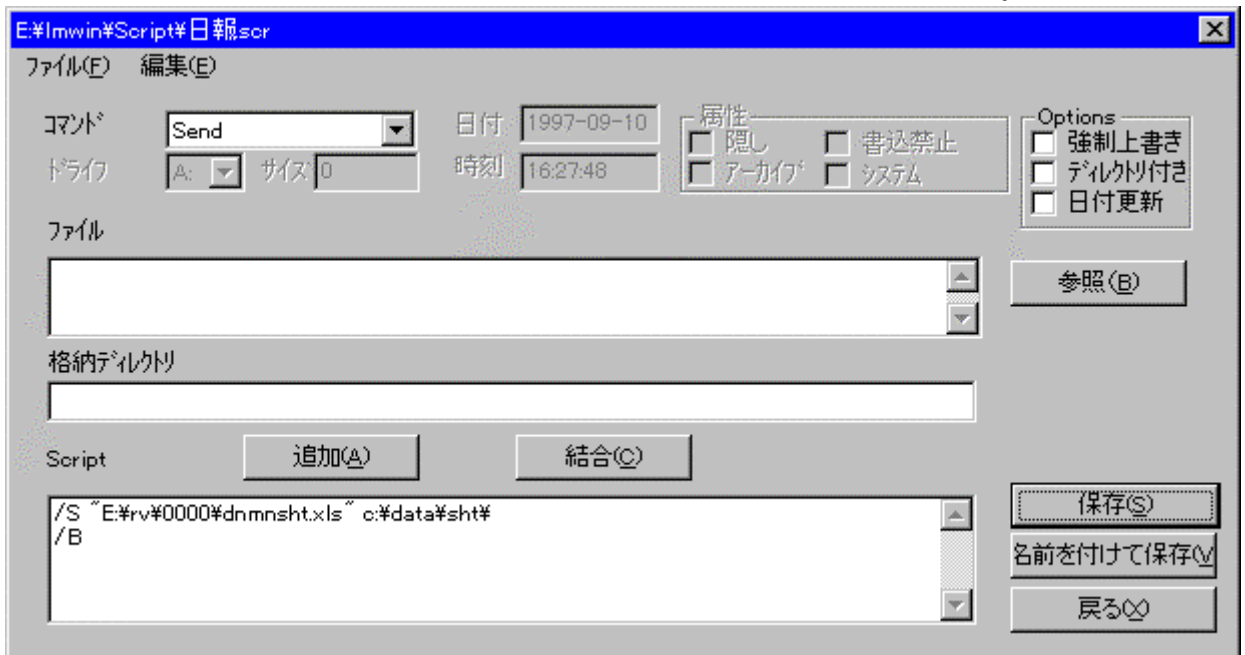 E:¥lmwin¥Script¥日報.scr
ﾌｧｲﾙ(F) 編集(E)
ｺﾏﾝﾄﾞ Send 日付 1997-09-10 属性 Options
隠し 書込禁止 強制上書き
ﾄﾞﾗｲﾌ A: ｻｲｽﾞ 0 時刻 16:27:48 ｱｰｶｲﾌﾞ ｼｽﾃﾑ ﾃﾞｨﾚｸﾄﾘ付き
日付更新
ﾌｧｲﾙ
参照(B)
格納ﾃﾞｨﾚｸﾄﾘ
Script 追加(A) 結合(C)
/S "E:¥rv¥0000¥dnmnsht.xls" c:¥data¥sht¥
/B
保存(S)
名前を付けて保存(V
戻る(X)